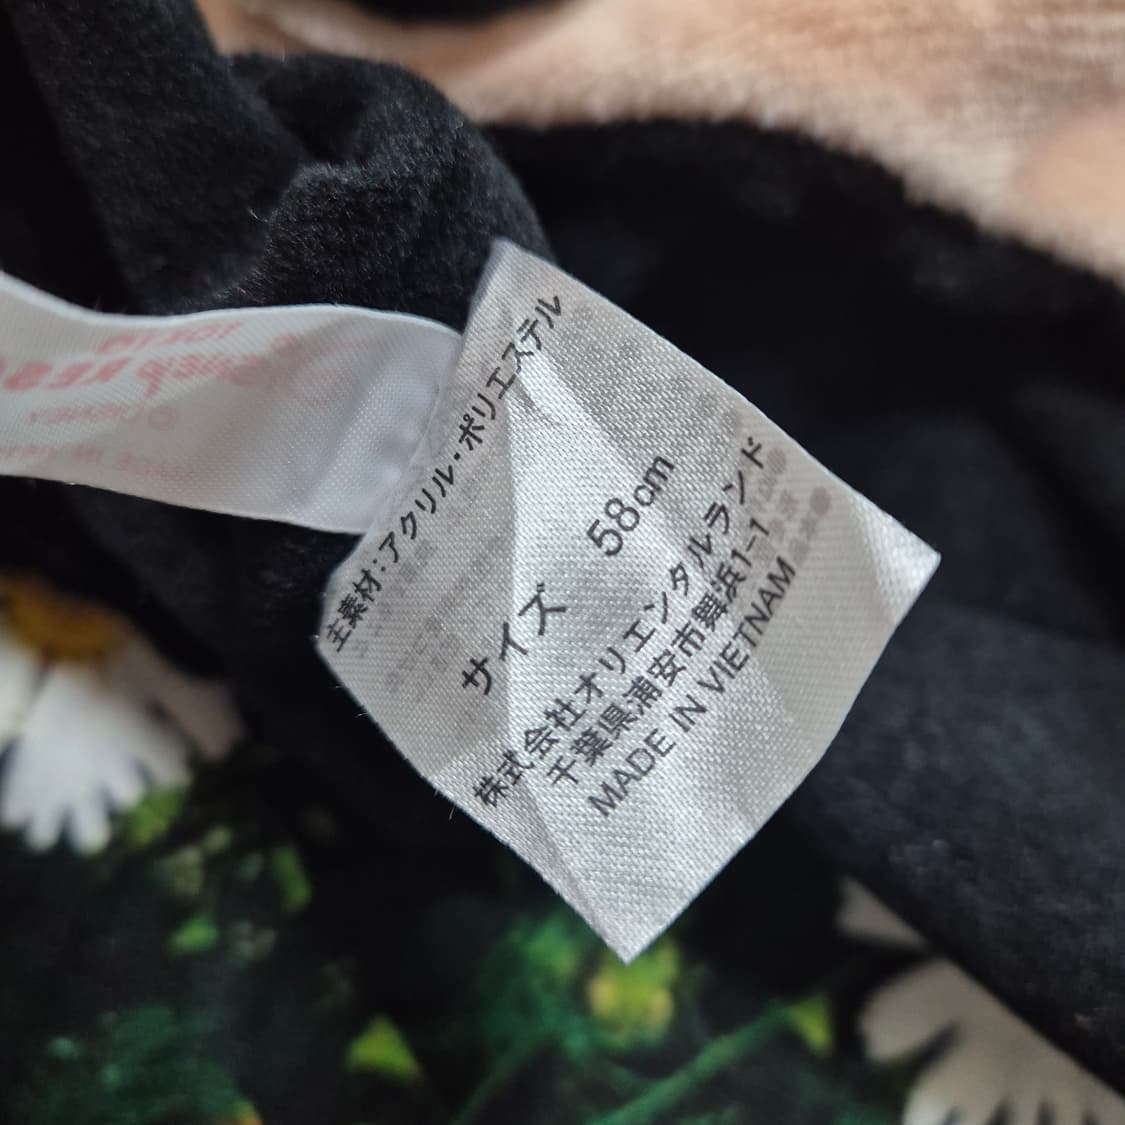 主素材:アクリル・ポリエステル
サイズ 58cm
株式会社オリエンタルランド
千葉県浦安市舞浜1-1
MADE IN VIETNAM